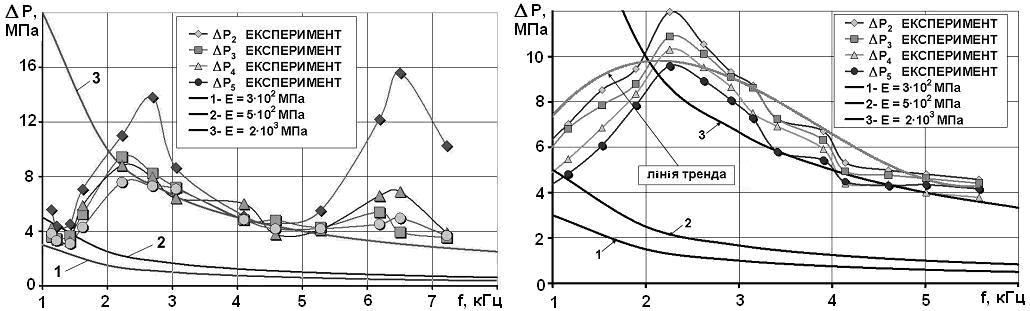 Δ P,
МПа
16
12
8
4
0
1
2
3
4
5
6
7
f, кГц
ΔP2 ЕКСПЕРИМЕНТ
ΔP3 ЕКСПЕРИМЕНТ
ΔP4 ЕКСПЕРИМЕНТ
ΔP5 ЕКСПЕРИМЕНТ
1- E = 3·10² МПа
2- E = 5·10² МПа
3- E = 2·10³ МПа
3
2
1
Δ P,
МПа
10
8
6
4
2
0
1
2
3
4
5
f, кГц
ΔP2 ЕКСПЕРИМЕНТ
ΔP3 ЕКСПЕРИМЕНТ
ΔP4 ЕКСПЕРИМЕНТ
ΔP5 ЕКСПЕРИМЕНТ
1- E = 3·10² МПа
2- E = 5·10² МПа
3- E = 2·10³ МПа
3
лінія тренда
2
1